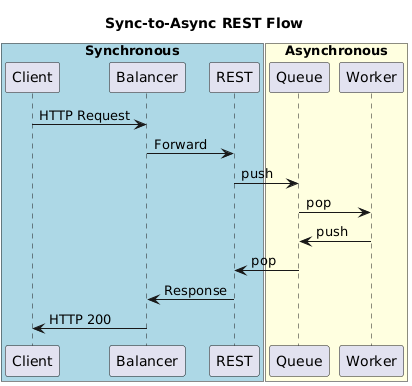 Sync-to-Async REST Flow
Synchronous Asynchronous
Client Balancer REST Queue Worker
HTTP Request
Forward
push
pop
push
pop
Response
HTTP 200
Client Balancer REST Queue Worker